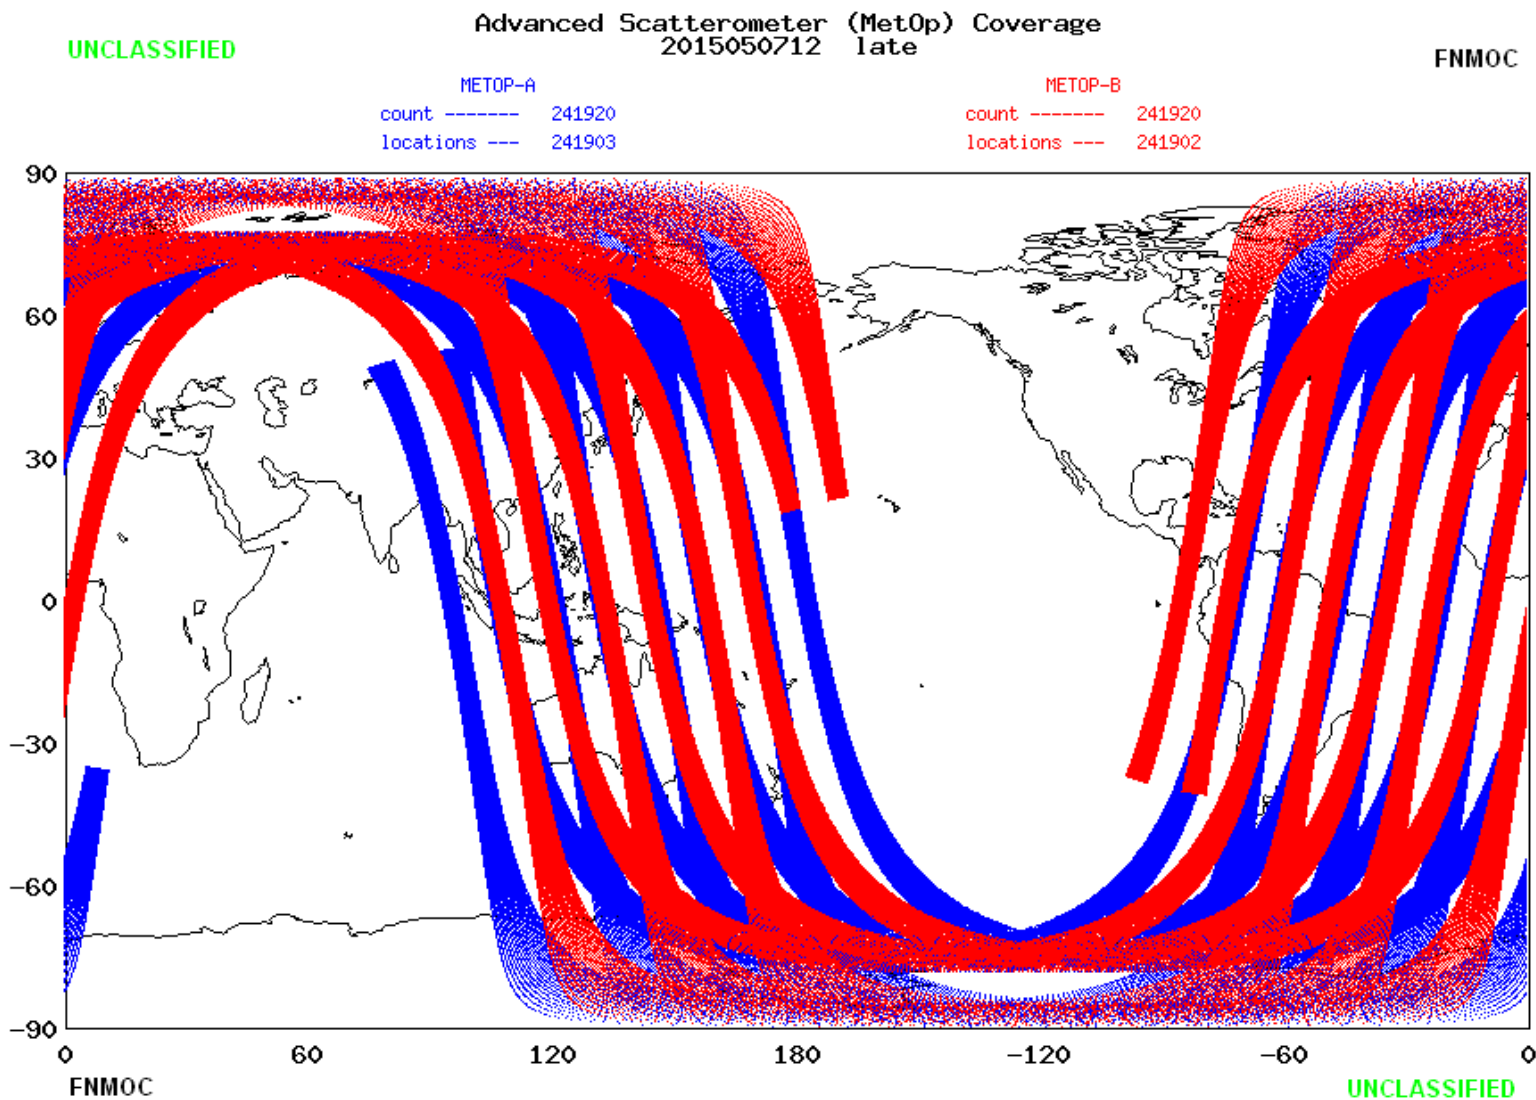 Advanced Scatterometer (MetOp) Coverage
2015050712 late
UNCLASSIFIED
FNMOC
METOP-A
count ------- 241920
locations --- 241903
METOP-B
count ------- 241920
locations --- 241902
90
60
30
0
-30
-60
-90
0 60 120 180 -120 -60 0
FNMOC
UNCLASSIFIED